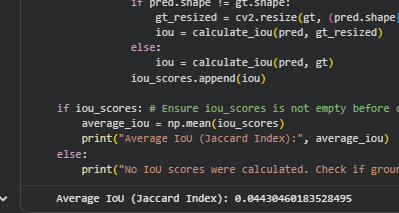 if pred.shape != gt.shape:
gt_resized = cv2.resize(gt, (pred.shape[
iou = calculate_iou(pred, gt_resized)
else:
iou = calculate_iou(pred, gt)
iou_scores.append(iou)
if iou_scores: # Ensure iou_scores is not empty before c
average_iou = np.mean(iou_scores)
print("Average IoU (Jaccard Index):", average_iou)
else:
print("No IoU scores were calculated. Check if groun
Average IoU (Jaccard Index): 0.04430460183528495